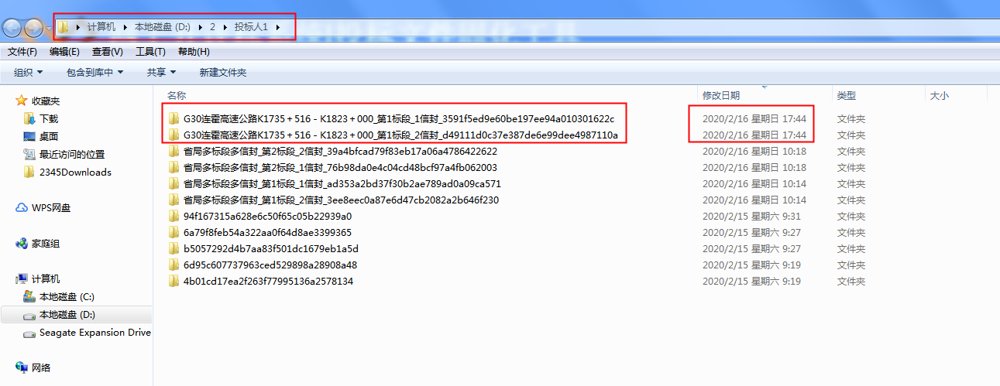 计算机 本地磁盘 (D:) 2 投标人1
文件(F) 编辑(E) 查看(V) 工具(T) 帮助(H)
组织 包含到库中 共享 新建文件夹
收藏夹
下载
桌面
最近访问的位置
2345Downloads
WPS网盘
家庭组
计算机
本地磁盘 (C:)
本地磁盘 (D:)
Seagate Expansion Drive
网络
名称 修改日期 类型 大小
G30连霍高速公路K1735+516-K1823+000_第1标段_1信封_3591f5ed9e60be197ee94a010301622c 2020/2/16 星期日 17:44 文件夹
G30连霍高速公路K1735+516-K1823+000_第1标段_2信封_d49111d0c37e387de6e99dee4987110a 2020/2/16 星期日 17:44 文件夹
省局多标段多信封_第2标段_2信封_39a4bfcad79f83eb17a06a4786422622 2020/2/16 星期日 10:18 文件夹
省局多标段多信封_第2标段_1信封_76b98da0e4c04cd48bcf97a4fb062003 2020/2/16 星期日 10:18 文件夹
省局多标段多信封_第1标段_1信封_ad353a2bd37f30b2ae789ad0a09ca571 2020/2/16 星期日 10:14 文件夹
省局多标段多信封_第1标段_2信封_3ee8eec0a87e6d47cb2082a2b646f230 2020/2/16 星期日 10:14 文件夹
94f167315a628e6c50f65c05b22939a0 2020/2/15 星期六 9:31 文件夹
6a79f8feb54a322aa0f64d8ae3399365 2020/2/15 星期六 9:27 文件夹
b5057292d4b7aa83f501dc1679eb1a5d 2020/2/15 星期六 9:27 文件夹
6d95c607737963ced529898a28908a48 2020/2/15 星期六 9:19 文件夹
4b01cd17ea2f263f77995136a2578134 2020/2/15 星期六 9:19 文件夹